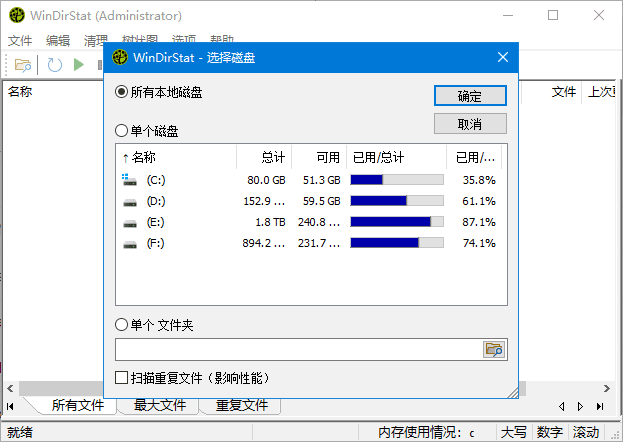 WinDirStat (Administrator)
文件 编辑 清理 树状图 选项 帮助
WinDirStat - 选择磁盘
名称
文件 上次更
所有本地磁盘
确定
取消
单个磁盘
↑ 名称 总计 可用 已用/总计 已用/...
(C:) 80.0 GB 51.3 GB 35.8%
(D:) 152.9 ... 59.5 GB 61.1%
(E:) 1.8 TB 240.8 ... 87.1%
(F:) 894.2 ... 231.7 ... 74.1%
单个 文件夹
扫描重复文件（影响性能）
所有文件 最大文件 重复文件
就绪 内存使用情况: c 大写 数字 滚动